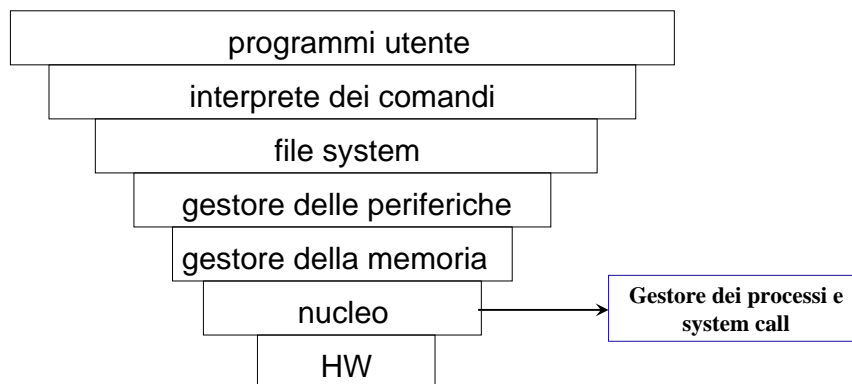 programmi utente
interprete dei comandi
file system
gestore delle periferiche
gestore della memoria
nucleo
Gestore dei processi e
system call
HW